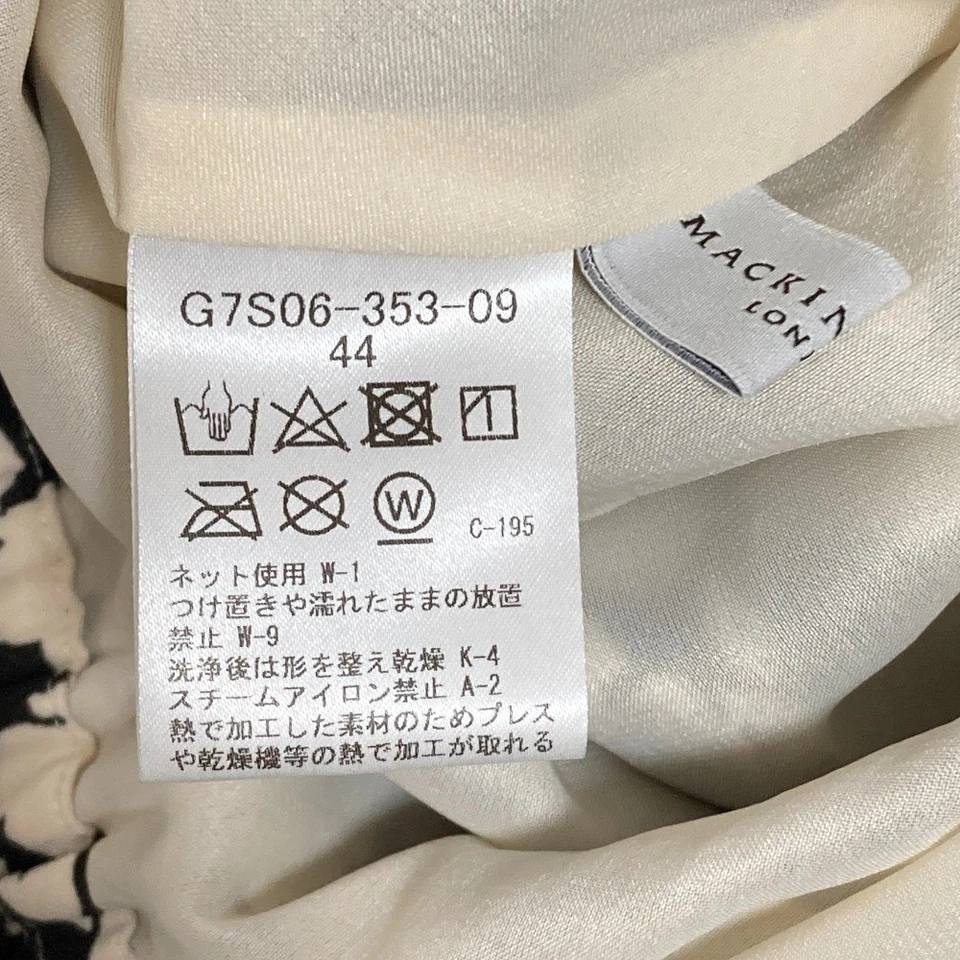 G7S06-353-09
44
W
C-195
ネット使用 W-1
つけ置きや濡れたままの放置
禁止 W-9
洗浄後は形を整え乾燥 K-4
スチームアイロン禁止 A-2
熱で加工した素材のためプレス
や乾燥機等の熱で加工が取れる
MACKIN
LON